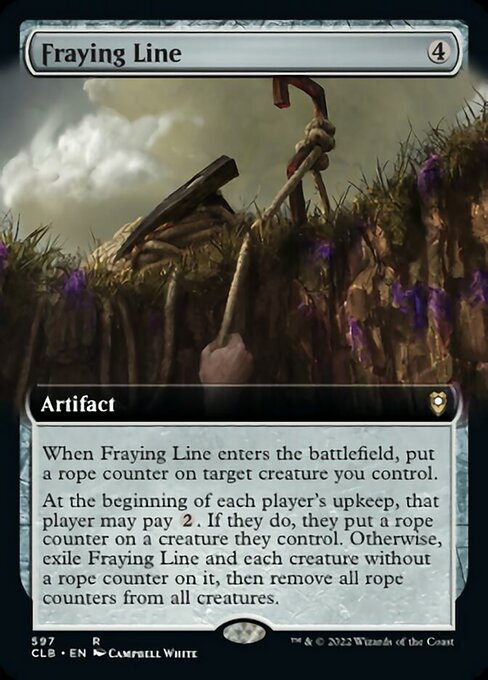 Fraying Line 4
Artifact
When Fraying Line enters the battlefield, put
a rope counter on target creature you control.
At the beginning of each player's upkeep, that
player may pay 2. If they do, they put a rope
counter on a creature they control. Otherwise,
exile Fraying Line and each creature without
a rope counter on it, then remove all rope
counters from all creatures.
597 R
CLB • EN Campbell White
™ & © 2022 Wizards of the Coast